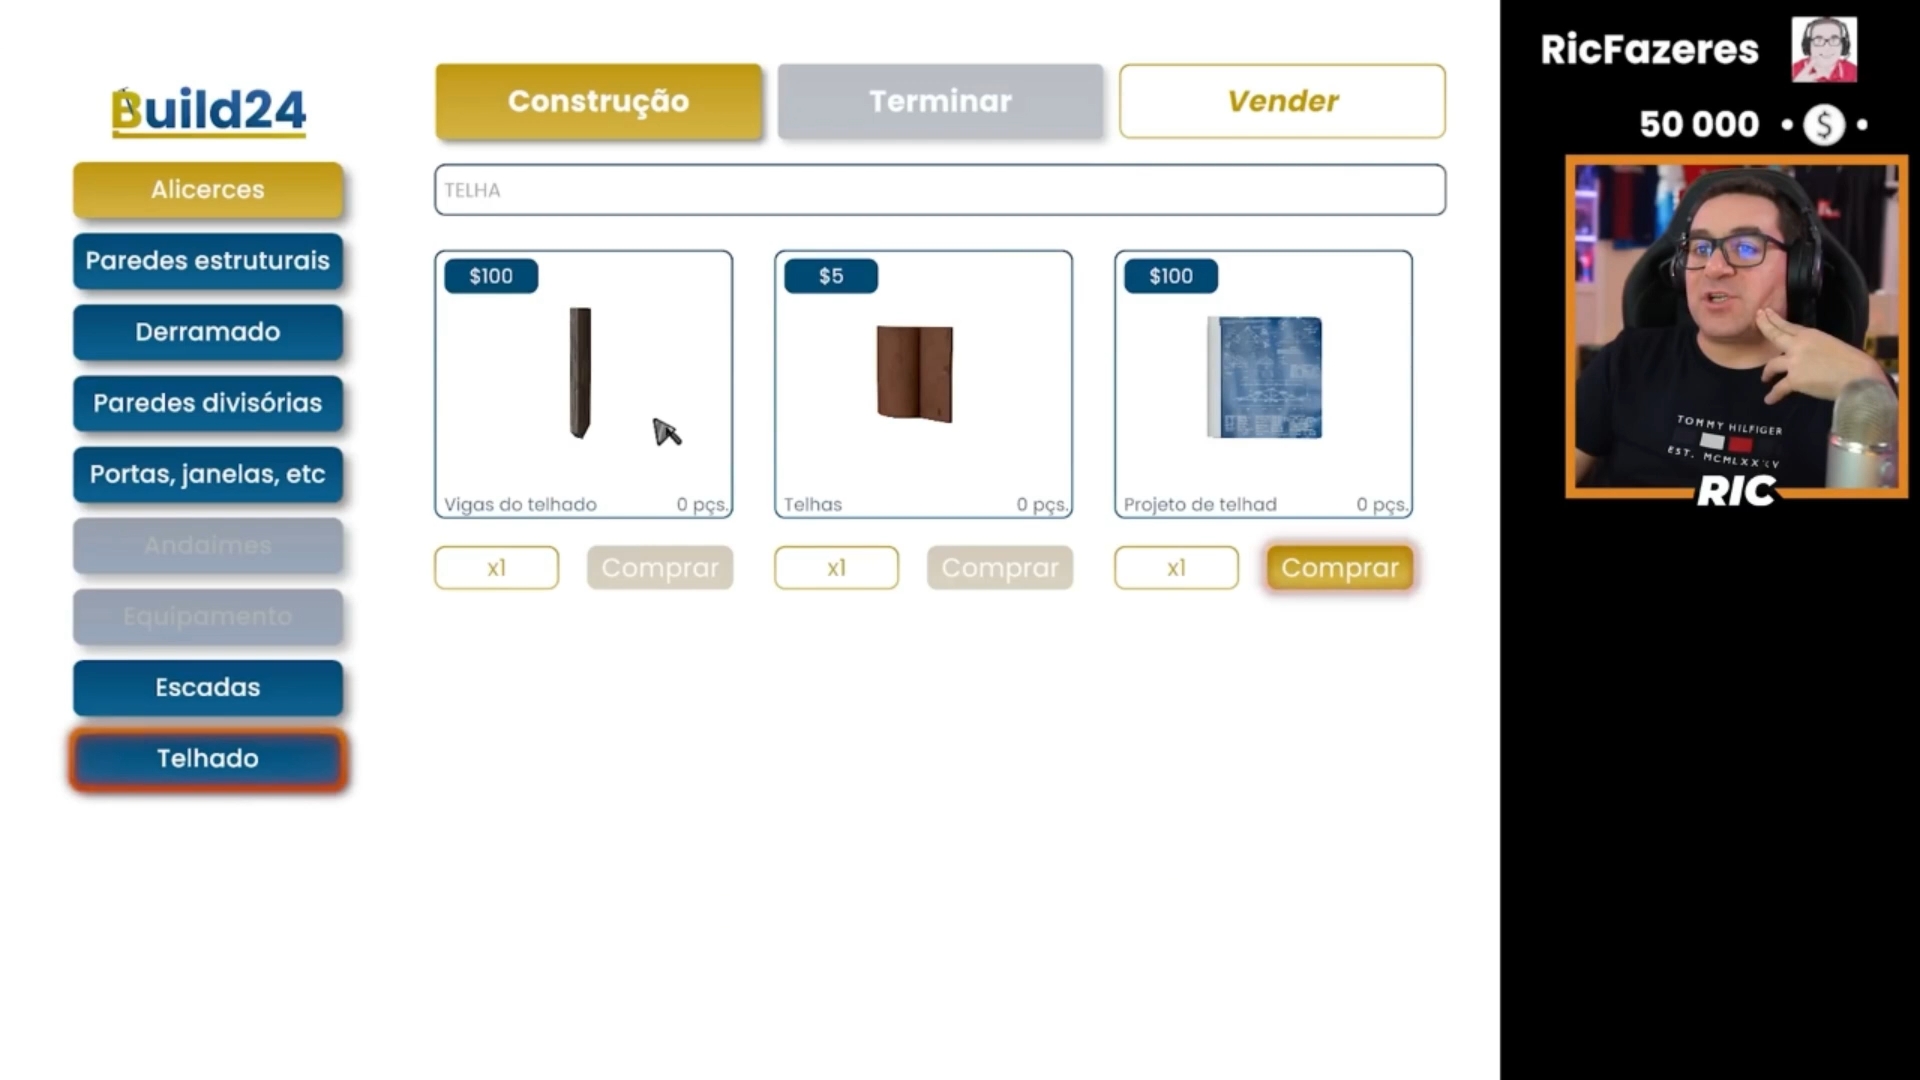 Build24
Construção
Terminar
Vender
RicFazeres
50 000
$
TELHA
Alicerces
Paredes estruturais
Derramado
Paredes divisórias
Portas, janelas, etc
Andaimes
Equipamento
Escadas
Telhado
$100
Vigas do telhado 0 pçs.
x1 Comprar
$5
Telhas 0 pçs.
x1 Comprar
$100
Projeto de telhad 0 pçs.
x1 Comprar
TOMMY HILFIGER
EST. MCMLXXXV
RIC